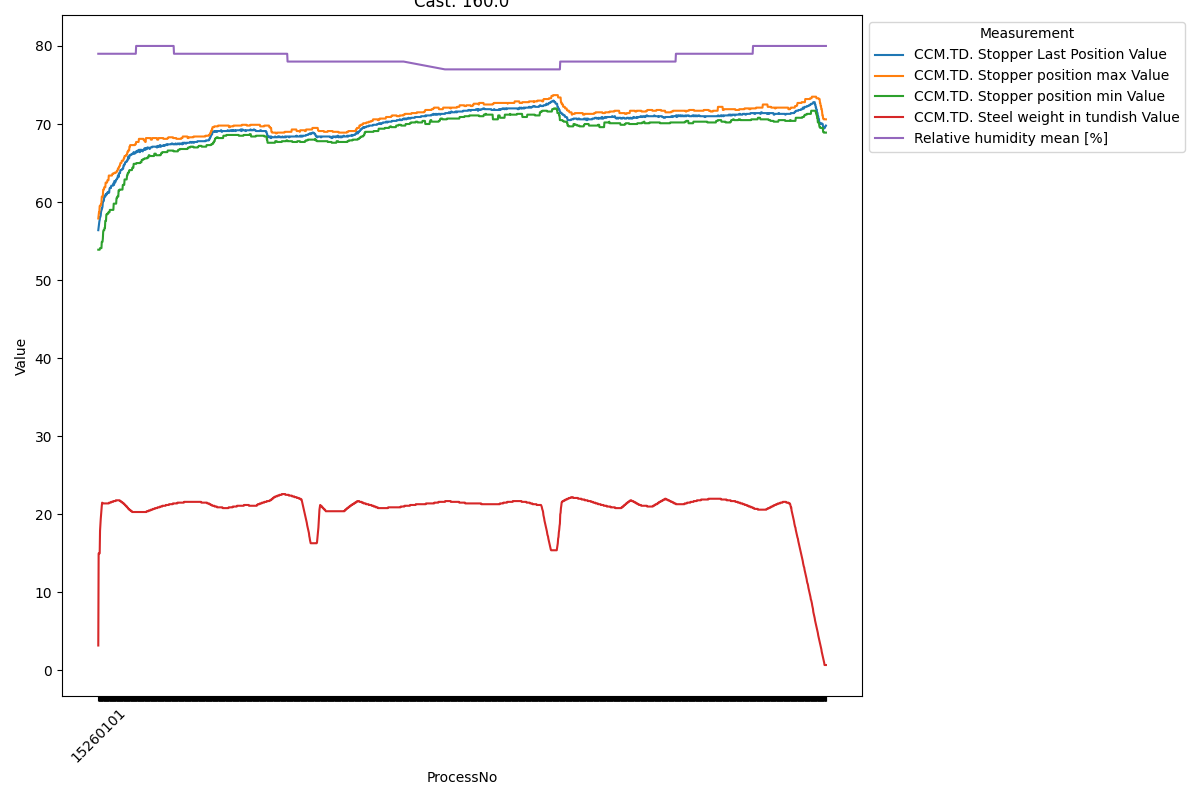 Cast: 160.0
Measurement
CCM.TD. Stopper Last Position Value
CCM.TD. Stopper position max Value
CCM.TD. Stopper position min Value
CCM.TD. Steel weight in tundish Value
Relative humidity mean [%]
80
70
60
50
40
30
20
10
0
Value
15260101
ProcessNo